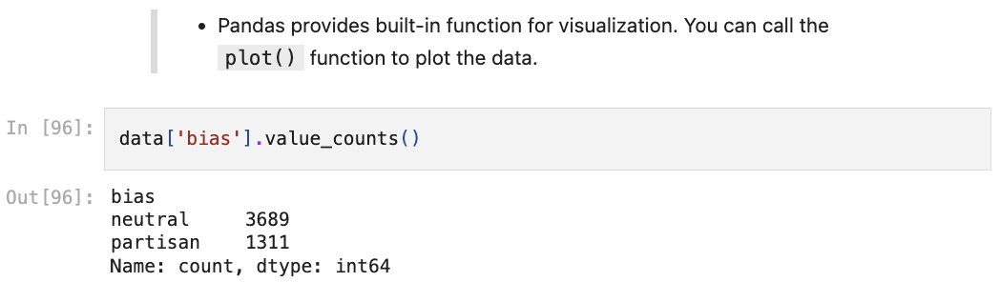 • Pandas provides built-in function for visualization. You can call the
plot() function to plot the data.
In [96]: data['bias'].value_counts()
Out[96]: bias
neutral     3689
partisan    1311
Name: count, dtype: int64